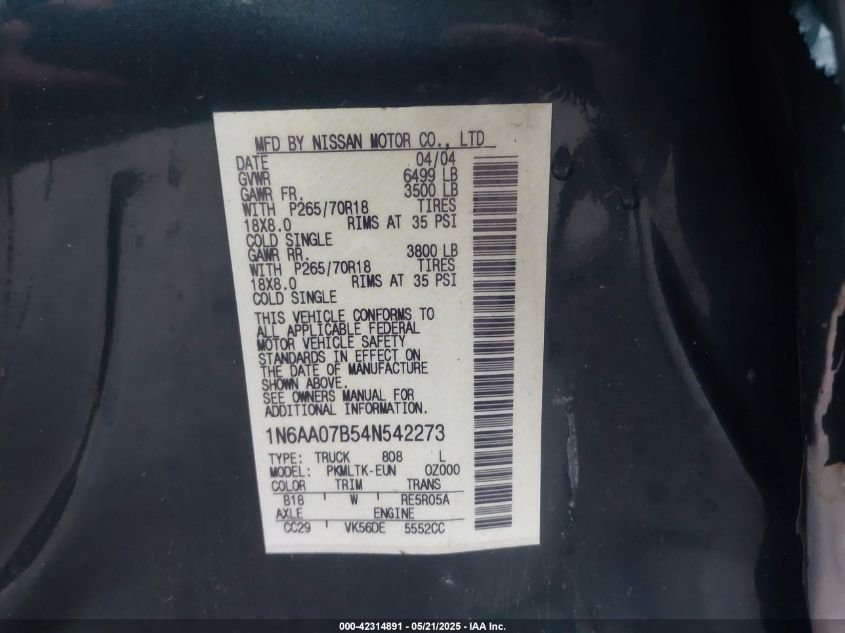 MFD BY NISSAN MOTOR CO., LTD
DATE 04/04
GVWR 6499 LB
GAWR FR. 3500 LB
WITH P265/70R18 TIRES
18X8.0 RIMS AT 35 PSI
COLD SINGLE
GAWR RR. 3800 LB
WITH P265/70R18 TIRES
18X8.0 RIMS AT 35 PSI
COLD SINGLE
THIS VEHICLE CONFORMS TO
ALL APPLICABLE FEDERAL
MOTOR VEHICLE SAFETY
STANDARDS IN EFFECT ON
THE DATE OF MANUFACTURE
SHOWN ABOVE.
SEE OWNERS MANUAL FOR
ADDITIONAL INFORMATION.
1N6AA07B54N542273
TYPE: TRUCK 808 L
MODEL: PKMLTK-EUN 0Z000
COLOR TRIM TRANS
B18 W RE5R05A
AXLE ENGINE
CC29 VK56DE 5552CC
000-42314891 - 05/21/2025 - IAA Inc.